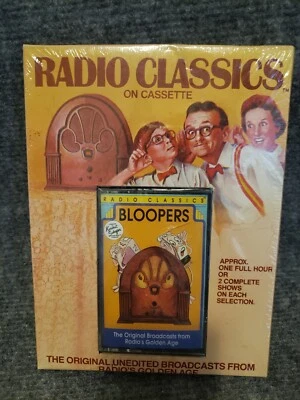 RADIO CLASSICS™
ON CASSETTE
RADIO CLASSICS
BLOOPERS
The Original Broadcasts from
Radio's Golden Age
APPROX.
ONE FULL HOUR
OR
2 COMPLETE
SHOWS
ON EACH
SELECTION.
THE ORIGINAL UNEDITED BROADCASTS FROM
RADIO'S GOLDEN AGE